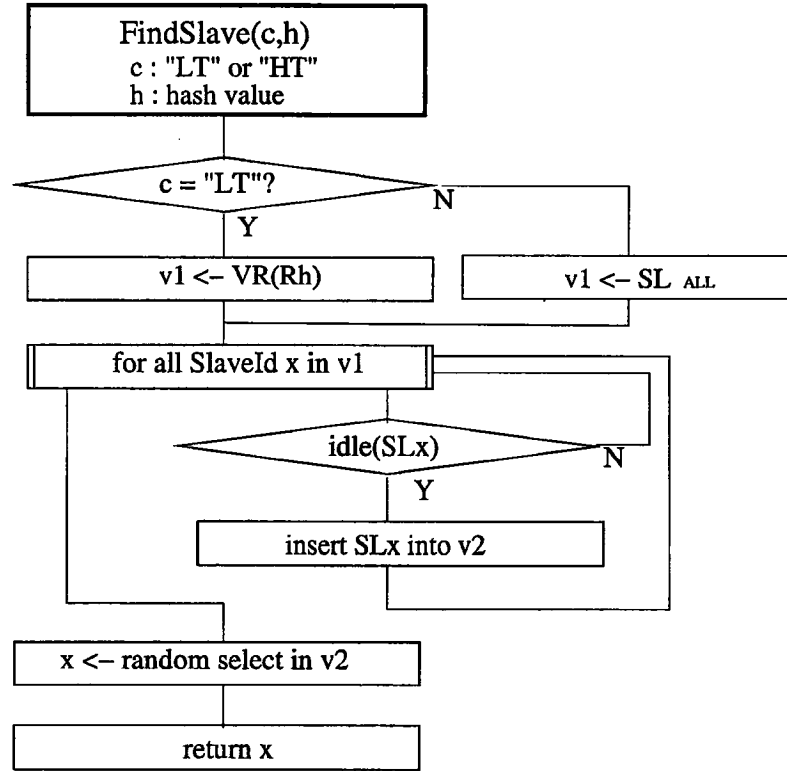 FindSlave(c,h)
c : "LT" or "HT"
h : hash value
c = "LT"?
N
Y
v1 <– VR(Rh)
v1 <– SL ALL
for all SlaveId x in v1
idle(SLx)
N
Y
insert SLx into v2
x <– random select in v2
return x